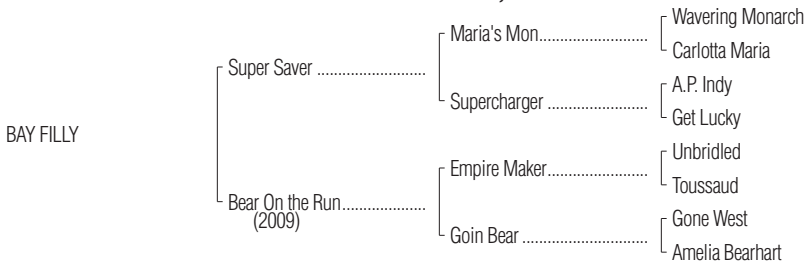 Wavering Monarch
Maria's Mon..........................
Carlotta Maria
Super Saver ..........................
A.P. Indy
Supercharger ........................
Get Lucky
BAY FILLY
Unbridled
Empire Maker........................
Toussaud
Bear On the Run....................
(2009)
Gone West
Goin Bear ..............................
Amelia Bearhart